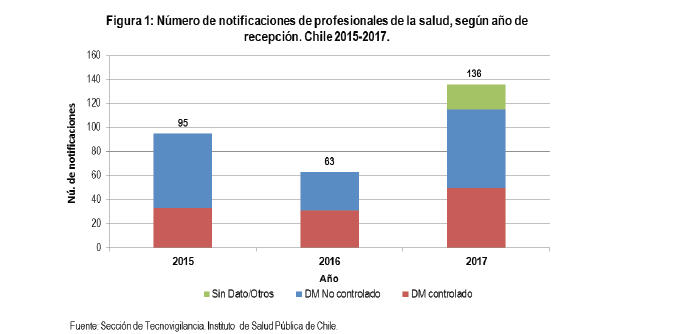 Figura 1: Número de notificaciones de profesionales de la salud, según año de
recepción. Chile 2015-2017.
160
140
120
100
80
60
40
20
0
Nú. de notificaciones
95
63
136
2015
2016
2017
Año
Sin Dato/Otros
DM No controlado
DM controlado
Fuente: Sección de Tecnovigilancia. Instituto de Salud Pública de Chile.